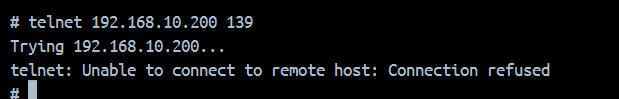 # telnet 192.168.10.200 139
Trying 192.168.10.200...
telnet: Unable to connect to remote host: Connection refused
#